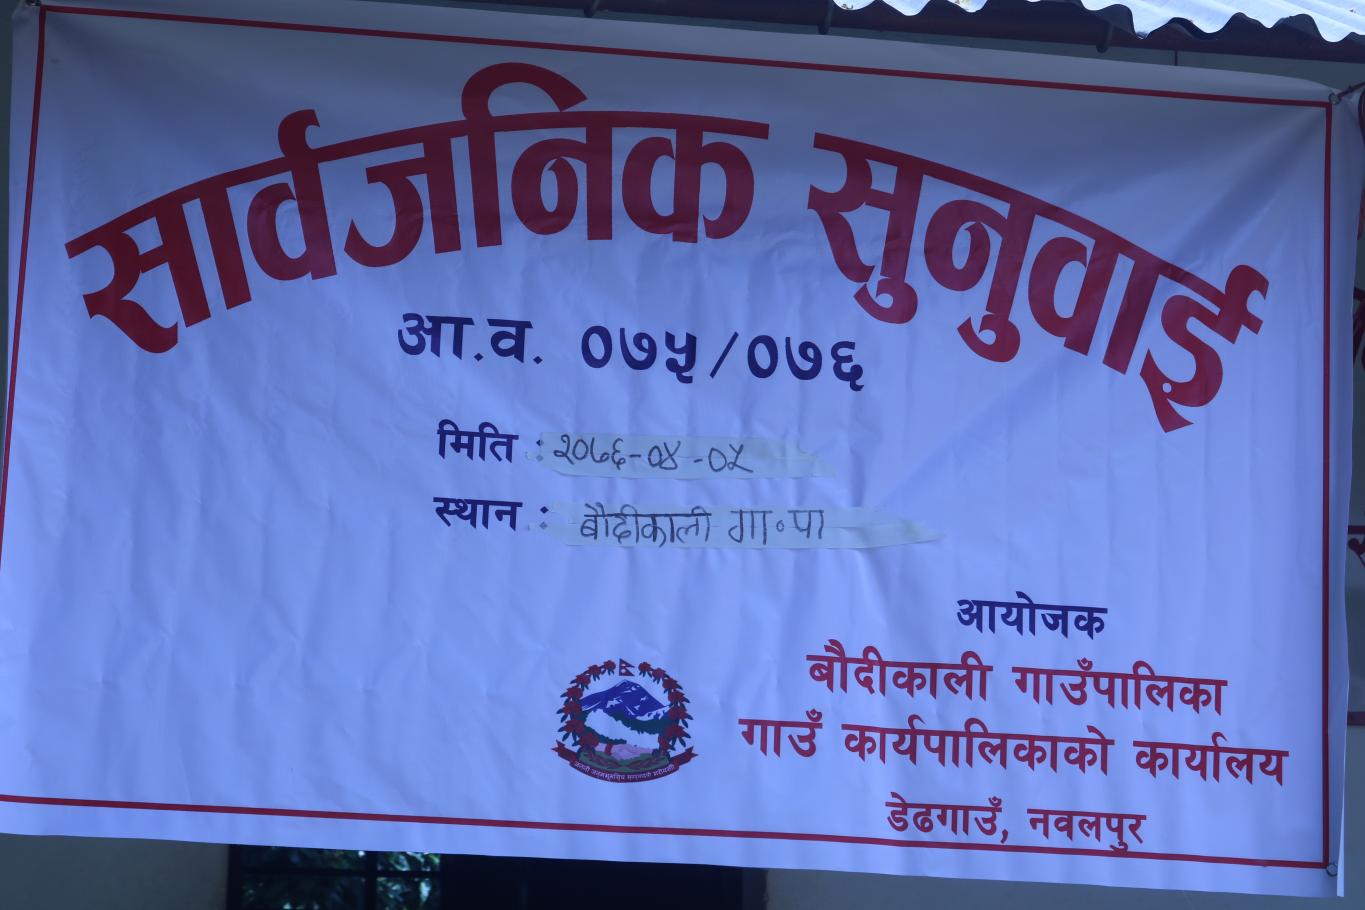 सार्वजनिक सुनुवाई
आ.व. ०७५/०७६
मिति : २०७६-०४-०५
स्थान : बौदीकाली गा॰पा
आयोजक
बौदीकाली गाउँपालिका
गाउँ कार्यपालिकाको कार्यालय
डेढगाउँ, नवलपुर